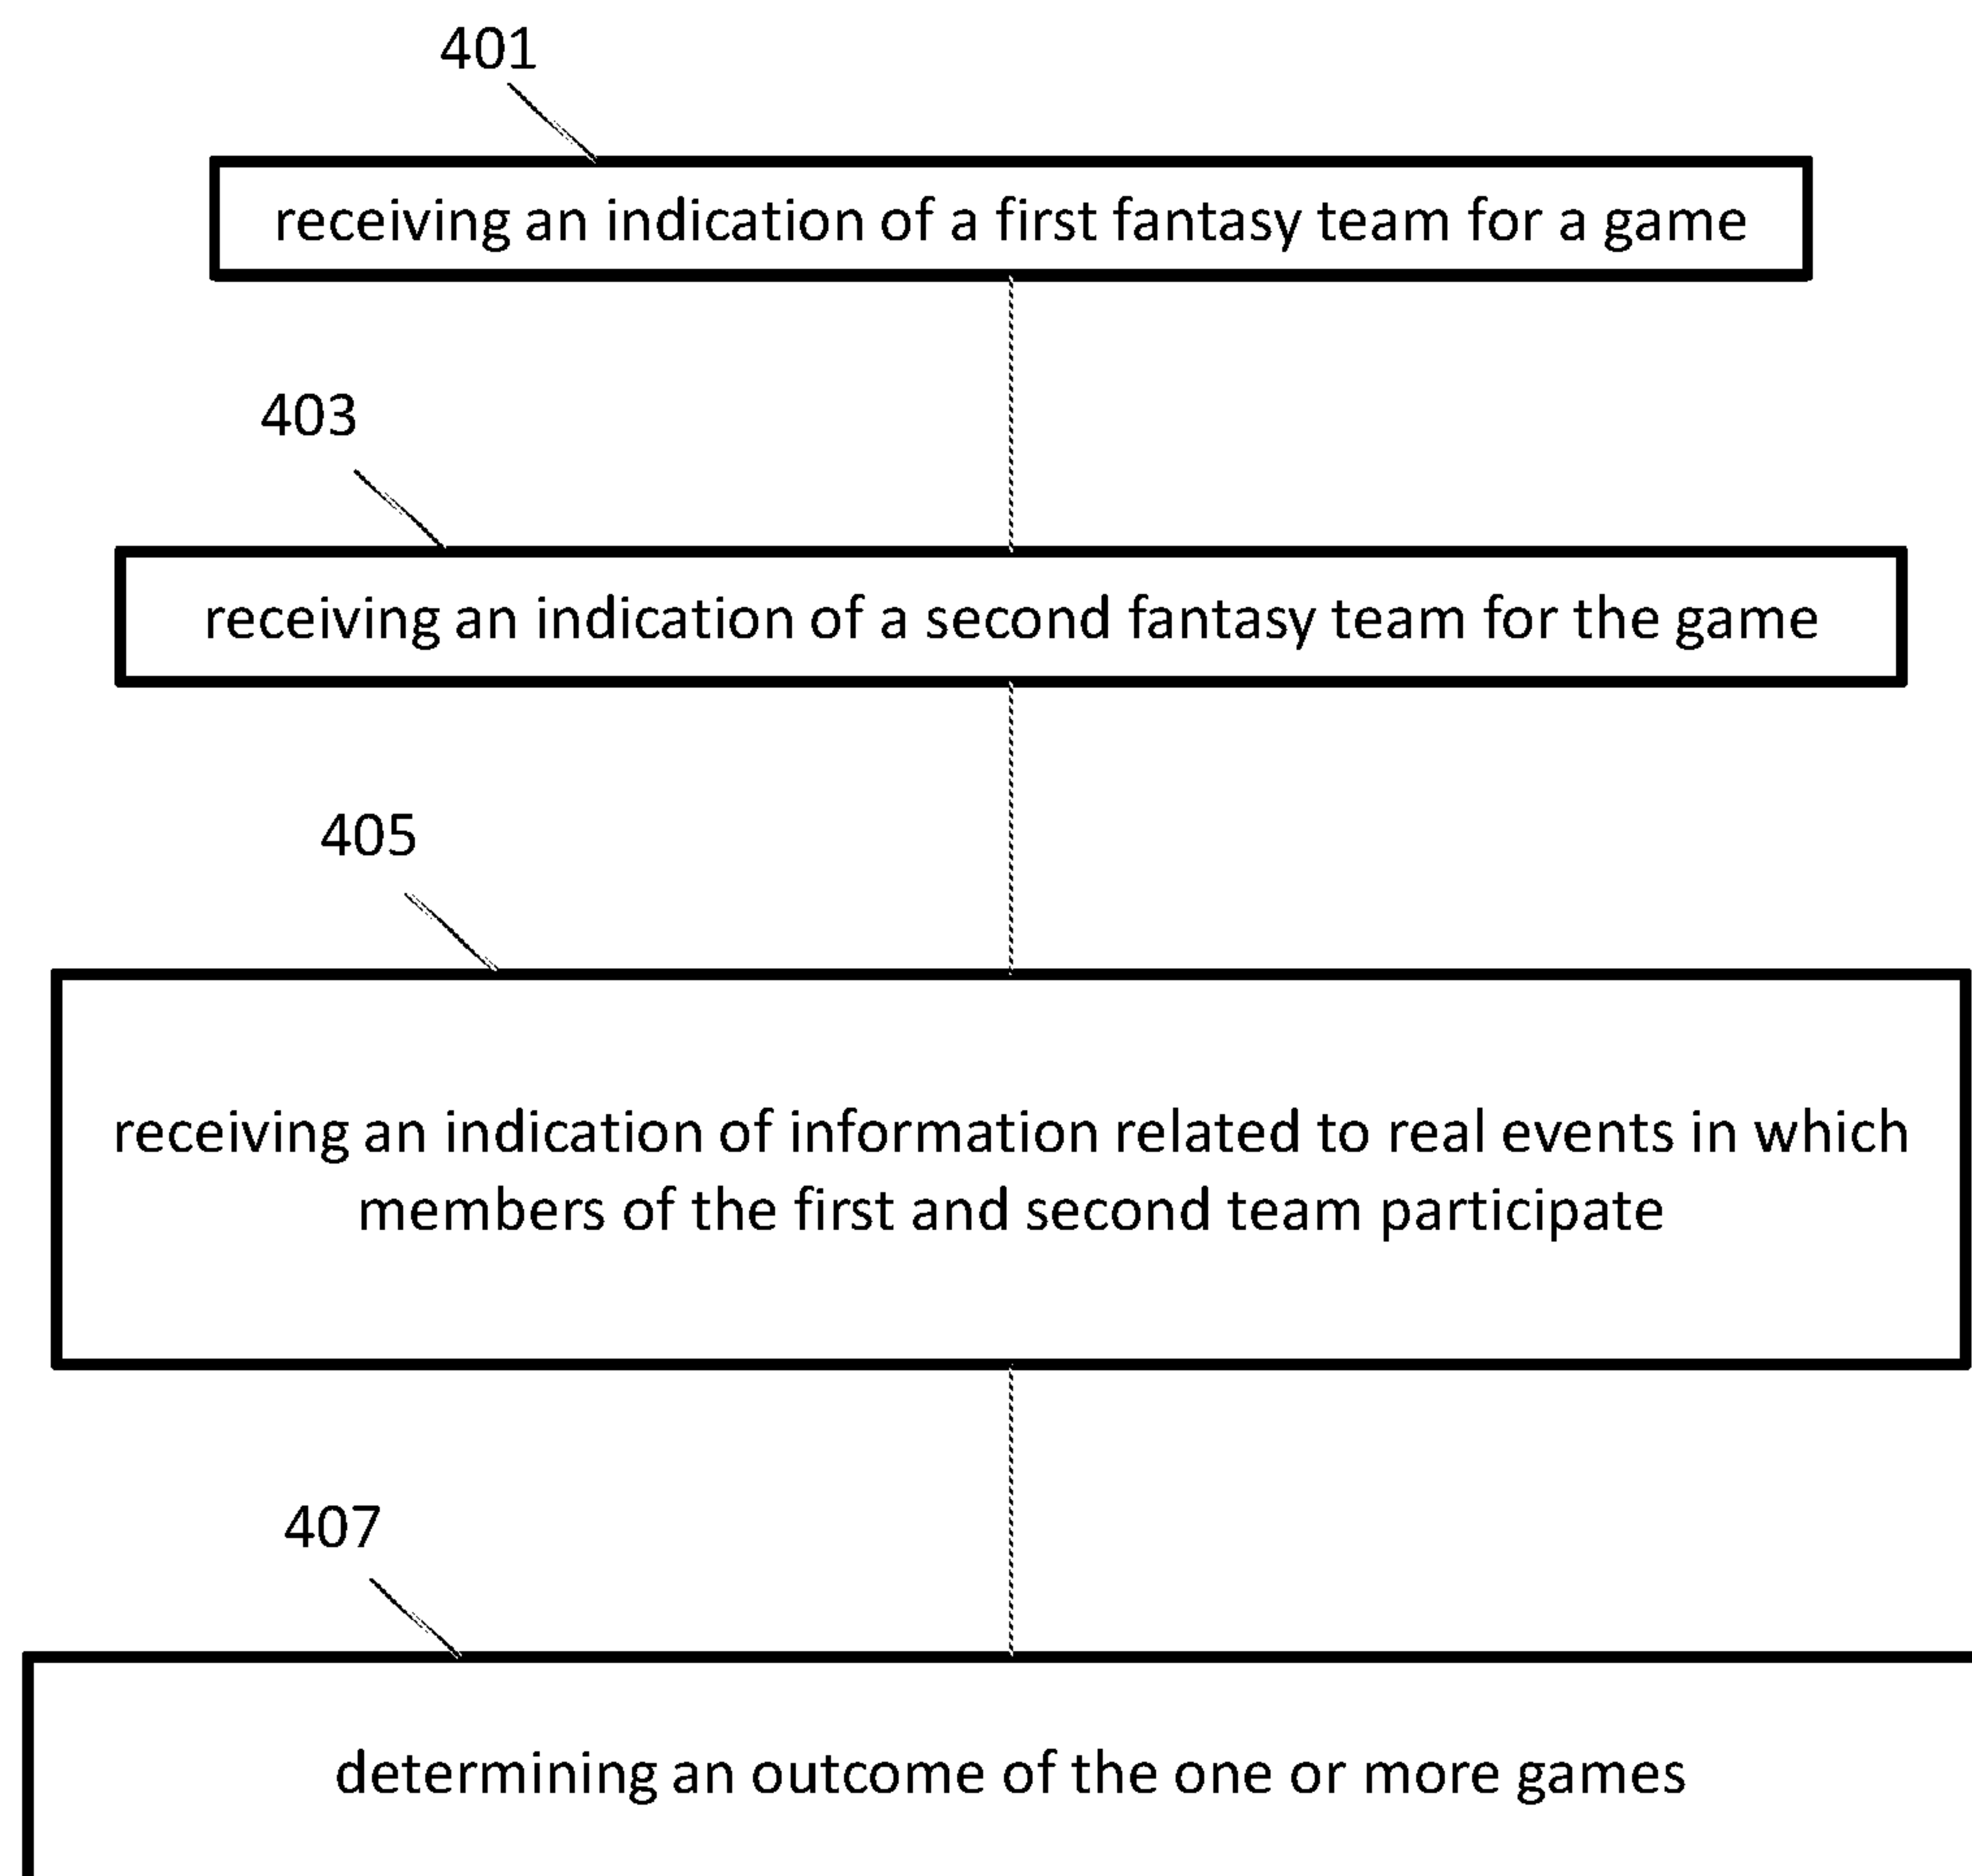 401
receiving an indication of a first fantasy team for a game
403
receiving an indication of a second fantasy team for the game
405
receiving an indication of information related to real events in which
members of the first and second team participate
407
determining an outcome of the one or more games